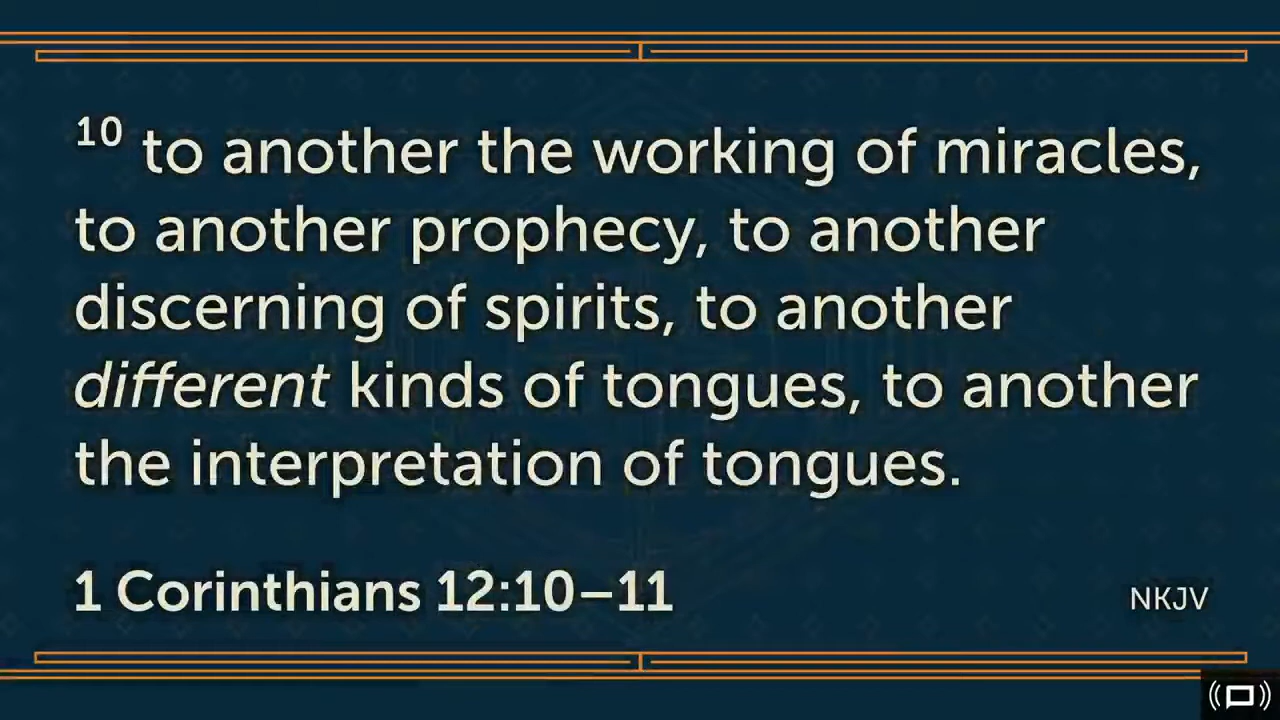 10 to another the working of miracles,
to another prophecy, to another
discerning of spirits, to another
different kinds of tongues, to another
the interpretation of tongues.
1 Corinthians 12:10–11
NKJV